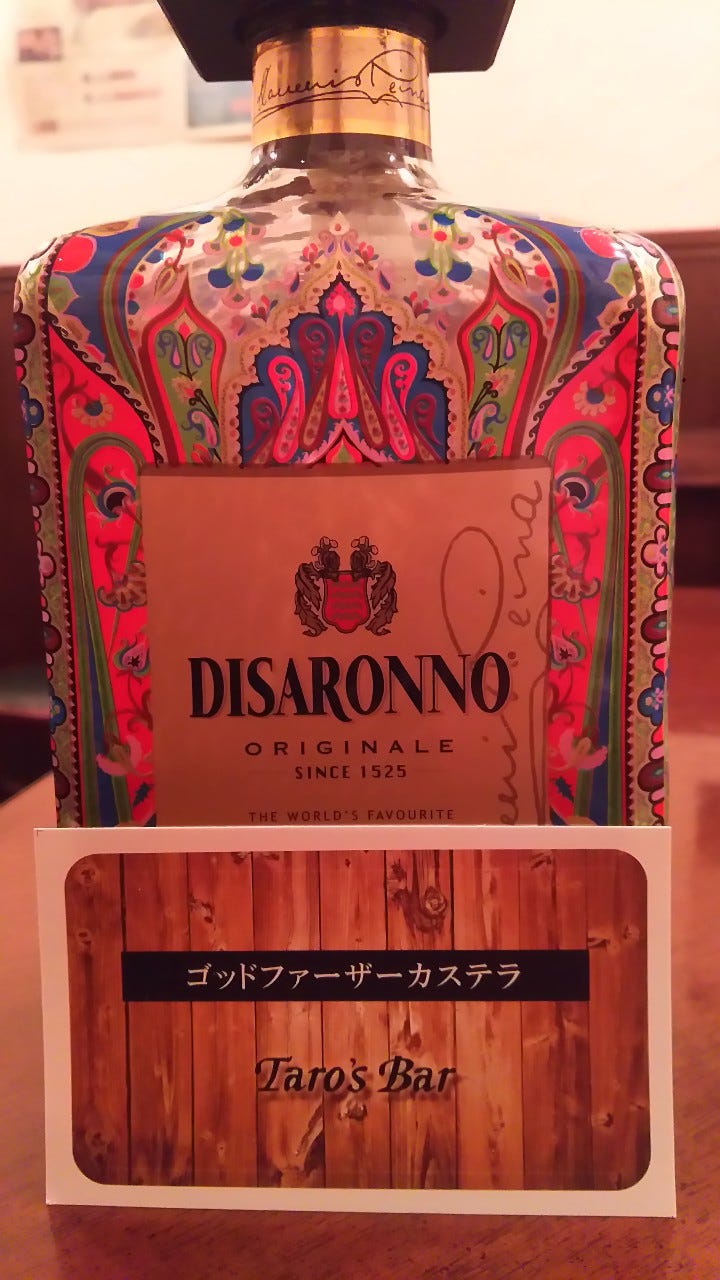 DISARONNO
ORIGINALE
SINCE 1525
THE WORLD'S FAVOURITE
ゴッドファーザーカステラ
Taro's Bar